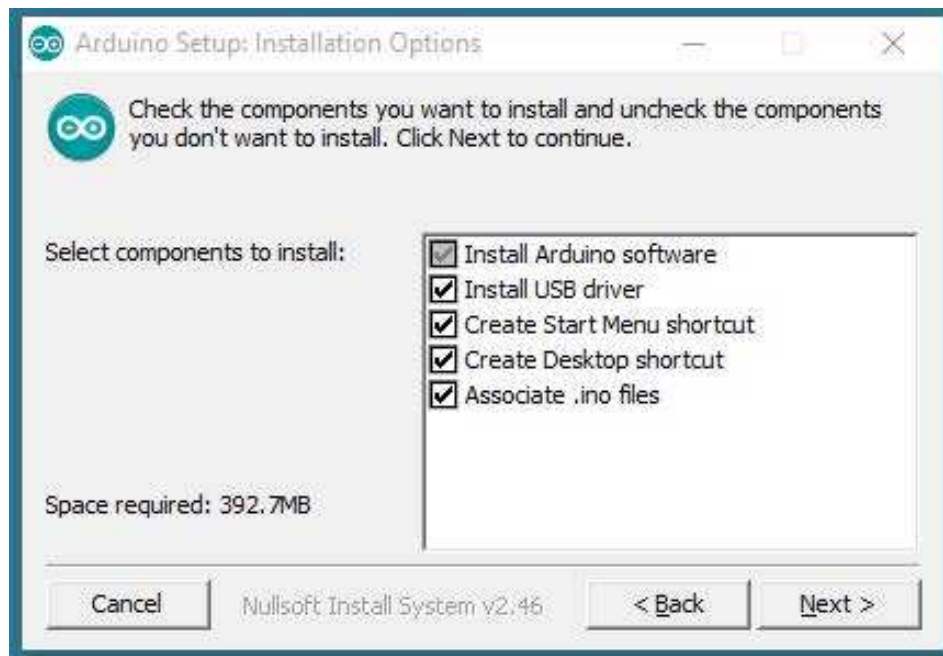 Arduino Setup: Installation Options
Check the components you want to install and uncheck the components
you don't want to install. Click Next to continue.
Select components to install:
Install Arduino software
Install USB driver
Create Start Menu shortcut
Create Desktop shortcut
Associate .ino files
Space required: 392.7MB
Cancel
Nullsoft Install System v2.46
< Back
Next >